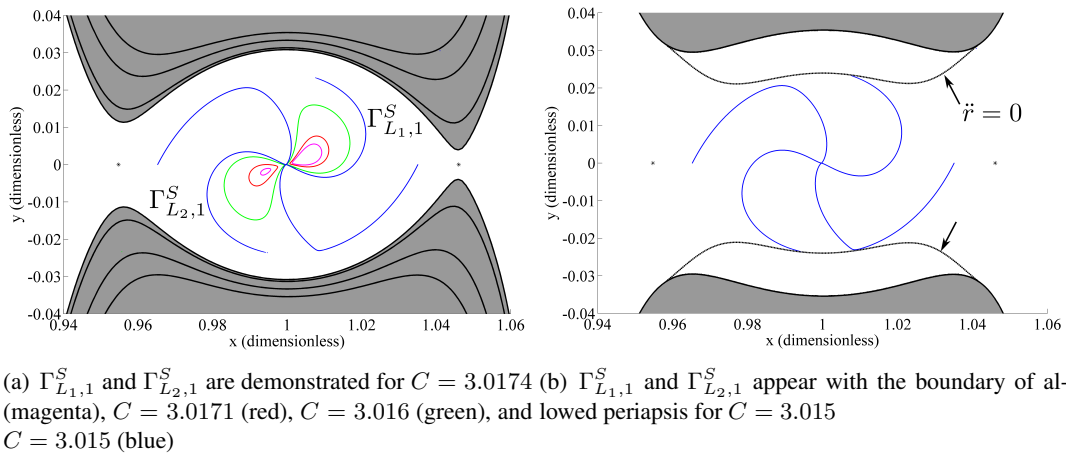 0.04
0.03
0.02
0.01
0
-0.01
-0.02
-0.03
-0.04
y (dimensionless)
0.94 0.96 0.98 1 1.02 1.04 1.06
x (dimensionless)
Γ^S_{L_1,1}
Γ^S_{L_2,1}
0.04
0.03
0.02
0.01
0
-0.01
-0.02
-0.03
-0.04
y (dimensionless)
0.94 0.96 0.98 1 1.02 1.04 1.06
x (dimensionless)
r̈ = 0
(a) Γ^S_{L_1,1} and Γ^S_{L_2,1} are demonstrated for C = 3.0174
(magenta), C = 3.0171 (red), C = 3.016 (green), and
C = 3.015 (blue)
(b) Γ^S_{L_1,1} and Γ^S_{L_2,1} appear with the boundary of al-
lowed periapsis for C = 3.015